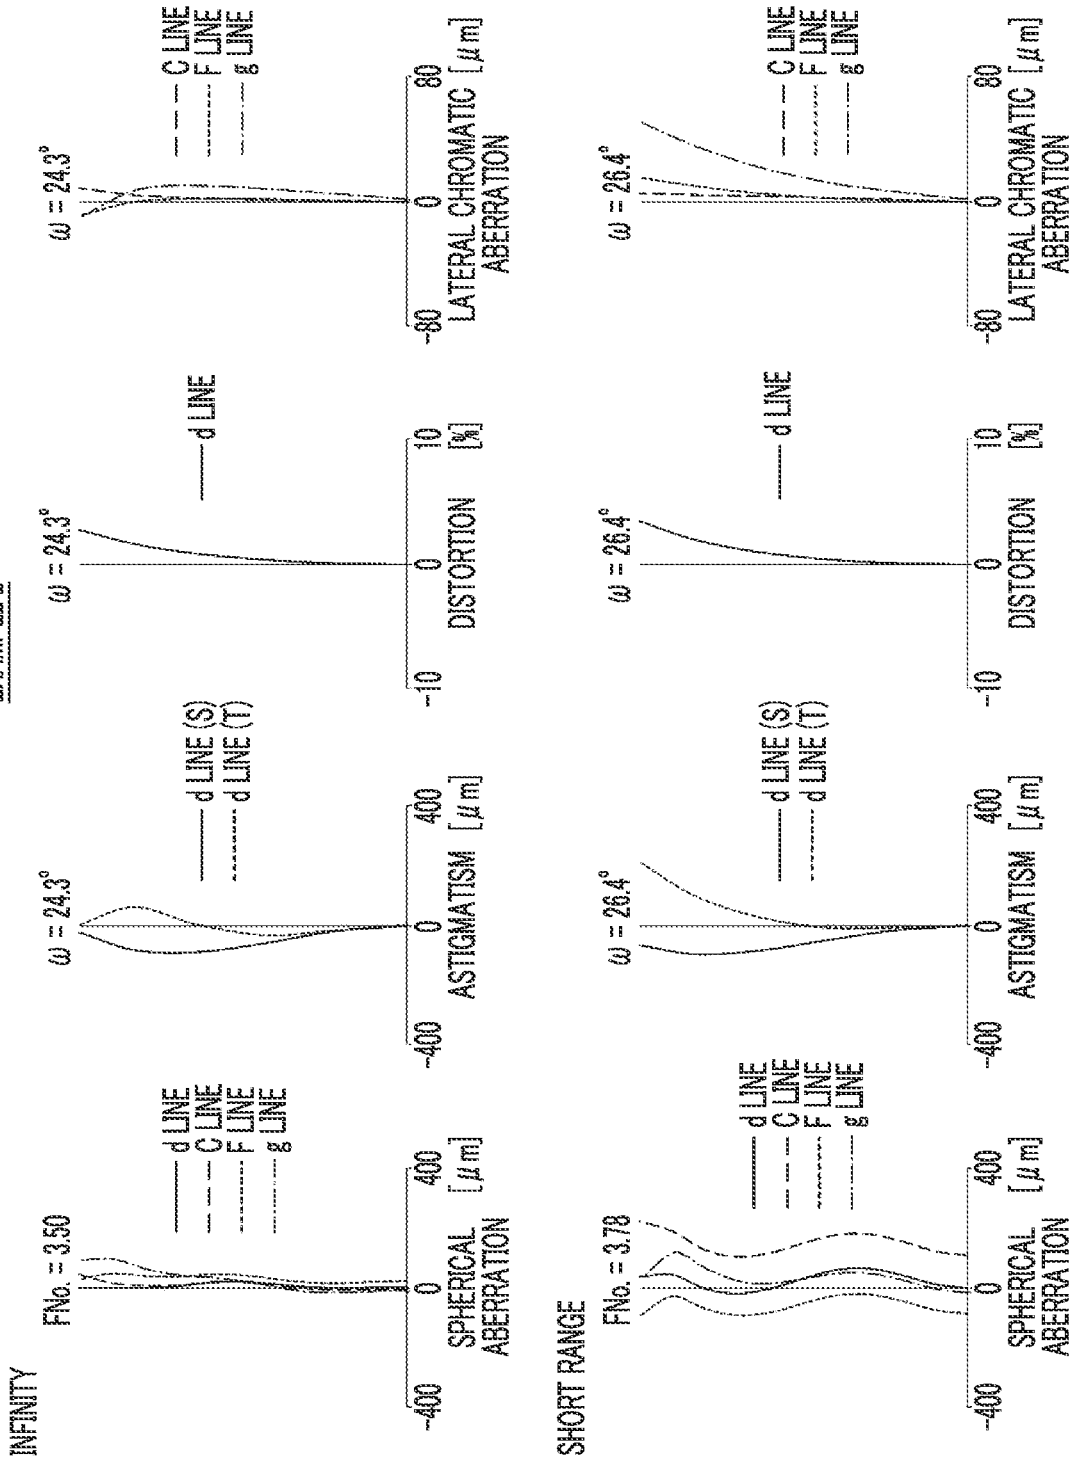 INFINITY
FNo. = 3.50
d LINE
C LINE
F LINE
g LINE
-400
0
400
SPHERICAL
ABERRATION
[μm]
ω = 24.3°
d LINE (S)
d LINE (T)
-400
0
400
ASTIGMATISM [μm]
ω = 24.3°
d LINE
-10
0
10
DISTORTION [%]
ω = 24.3°
C LINE
F LINE
g LINE
-80
0
80
LATERAL CHROMATIC [μm]
ABERRATION
SHORT RANGE
FNo. = 3.78
d LINE
C LINE
F LINE
g LINE
-400
0
400
SPHERICAL
ABERRATION
[μm]
ω = 26.4°
d LINE (S)
d LINE (T)
-400
0
400
ASTIGMATISM [μm]
ω = 26.4°
d LINE
-10
0
10
DISTORTION [%]
ω = 26.4°
C LINE
F LINE
g LINE
-80
0
80
LATERAL CHROMATIC [μm]
ABERRATION